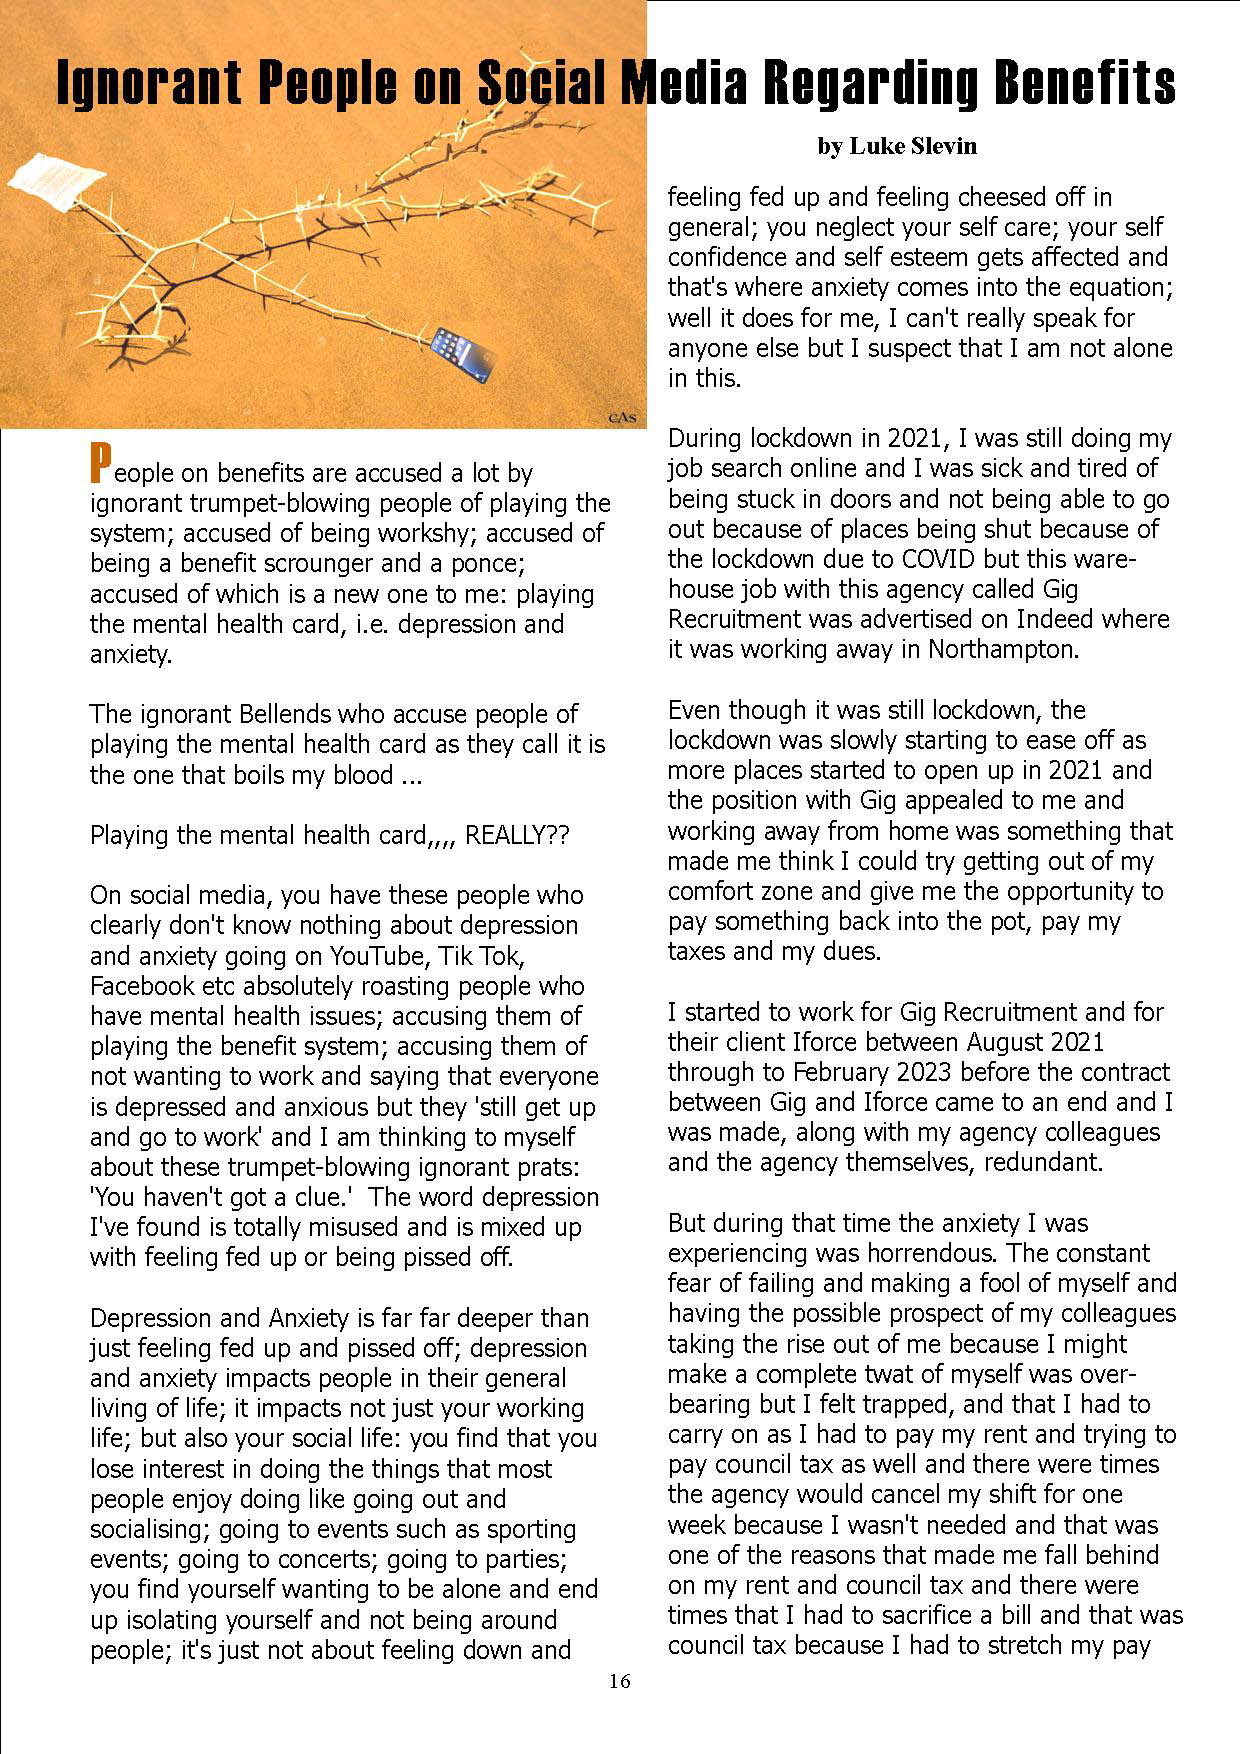 Ignorant People on Social Media Regarding Benefits
by Luke Slevin
cAs
People on benefits are accused a lot by
ignorant trumpet-blowing people of playing the
system; accused of being workshy; accused of
being a benefit scrounger and a ponce;
accused of which is a new one to me: playing
the mental health card, i.e. depression and
anxiety.
The ignorant Bellends who accuse people of
playing the mental health card as they call it is
the one that boils my blood ...
Playing the mental health card,,,, REALLY??
On social media, you have these people who
clearly don't know nothing about depression
and anxiety going on YouTube, Tik Tok,
Facebook etc absolutely roasting people who
have mental health issues; accusing them of
playing the benefit system; accusing them of
not wanting to work and saying that everyone
is depressed and anxious but they 'still get up
and go to work' and I am thinking to myself
about these trumpet-blowing ignorant prats:
'You haven't got a clue.'  The word depression
I've found is totally misused and is mixed up
with feeling fed up or being pissed off.
Depression and Anxiety is far far deeper than
just feeling fed up and pissed off; depression
and anxiety impacts people in their general
living of life; it impacts not just your working
life; but also your social life: you find that you
lose interest in doing the things that most
people enjoy doing like going out and
socialising; going to events such as sporting
events; going to concerts; going to parties;
you find yourself wanting to be alone and end
up isolating yourself and not being around
people; it's just not about feeling down and
feeling fed up and feeling cheesed off in
general; you neglect your self care; your self
confidence and self esteem gets affected and
that's where anxiety comes into the equation;
well it does for me, I can't really speak for
anyone else but I suspect that I am not alone
in this.
During lockdown in 2021, I was still doing my
job search online and I was sick and tired of
being stuck in doors and not being able to go
out because of places being shut because of
the lockdown due to COVID but this ware-
house job with this agency called Gig
Recruitment was advertised on Indeed where
it was working away in Northampton.
Even though it was still lockdown, the
lockdown was slowly starting to ease off as
more places started to open up in 2021 and
the position with Gig appealed to me and
working away from home was something that
made me think I could try getting out of my
comfort zone and give me the opportunity to
pay something back into the pot, pay my
taxes and my dues.
I started to work for Gig Recruitment and for
their client Iforce between August 2021
through to February 2023 before the contract
between Gig and Iforce came to an end and I
was made, along with my agency colleagues
and the agency themselves, redundant.
But during that time the anxiety I was
experiencing was horrendous. The constant
fear of failing and making a fool of myself and
having the possible prospect of my colleagues
taking the rise out of me because I might
make a complete twat of myself was over-
bearing but I felt trapped, and that I had to
carry on as I had to pay my rent and trying to
pay council tax as well and there were times
the agency would cancel my shift for one
week because I wasn't needed and that was
one of the reasons that made me fall behind
on my rent and council tax and there were
times that I had to sacrifice a bill and that was
council tax because I had to stretch my pay
16